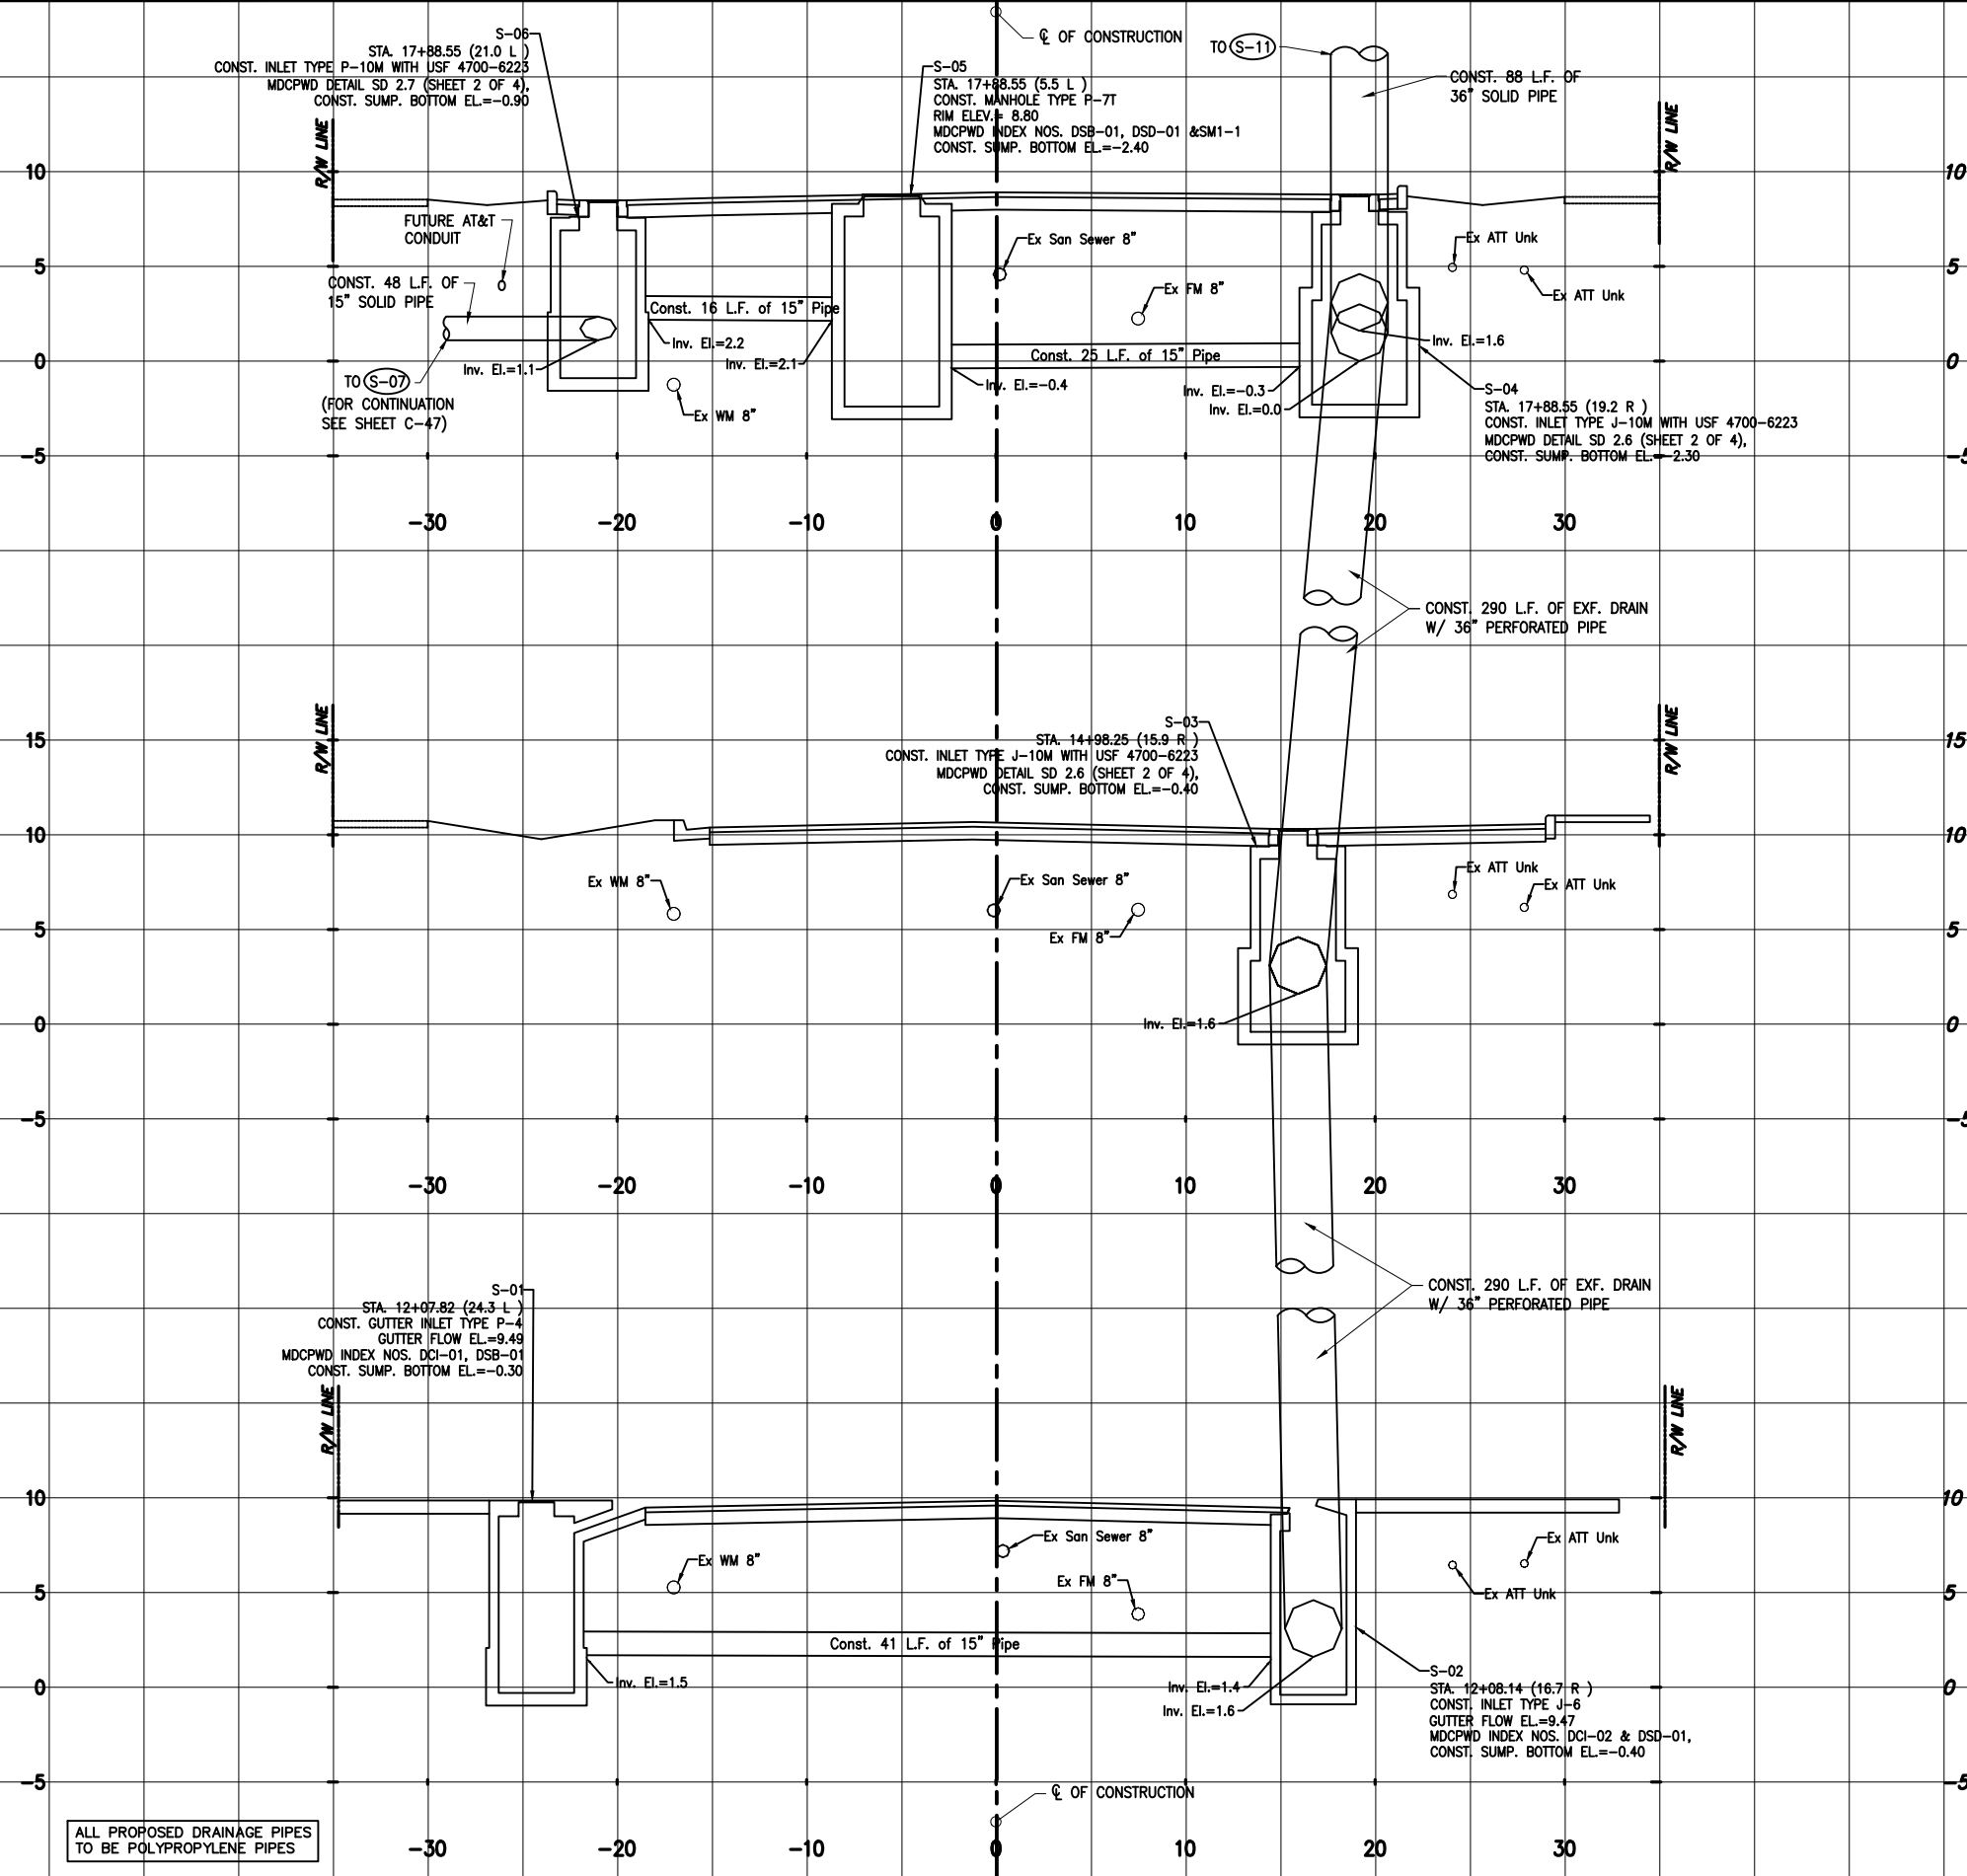 ℄ OF CONSTRUCTION
S-06
STA. 17+88.55 (21.0 L )
CONST. INLET TYPE P-10M WITH USF 4700-6223
MDCPWD DETAIL SD 2.7 (SHEET 2 OF 4),
CONST. SUMP. BOTTOM EL.=-0.90
S-05
STA. 17+88.55 (5.5 L )
CONST. MANHOLE TYPE P-7T
RIM ELEV.= 8.80
MDCPWD INDEX NOS. DSB-01, DSD-01 &SM1-1
CONST. SUMP. BOTTOM EL.=-2.40
TO S-11
CONST. 88 L.F. OF
36" SOLID PIPE
R/W LINE
R/W LINE
10
10
FUTURE AT&T
CONDUIT
Ex San Sewer 8"
Ex ATT Unk
5
5
CONST. 48 L.F. OF
15" SOLID PIPE
Const. 16 L.F. of 15" Pipe
Ex FM 8"
Ex ATT Unk
Inv. El.=2.2
Inv. El.=2.1
Inv. El.=1.1
Const. 25 L.F. of 15" Pipe
Inv. El.=1.6
0
0
TO S-07
(FOR CONTINUATION
SEE SHEET C-47)
Ex WM 8"
Inv. El.=-0.4
Inv. El.=-0.3
Inv. El.=0.0
S-04
STA. 17+88.55 (19.2 R )
CONST. INLET TYPE J-10M WITH USF 4700-6223
MDCPWD DETAIL SD 2.6 (SHEET 2 OF 4),
CONST. SUMP. BOTTOM EL.=-2.30
-5
-5
-30 -20 -10 0 10 20 30
CONST. 290 L.F. OF EXF. DRAIN
W/ 36" PERFORATED PIPE
R/W LINE
R/W LINE
S-03
STA. 14+98.25 (15.9 R )
CONST. INLET TYPE J-10M WITH USF 4700-6223
MDCPWD DETAIL SD 2.6 (SHEET 2 OF 4),
CONST. SUMP. BOTTOM EL.=-0.40
15
15
10
10
Ex WM 8"
Ex San Sewer 8"
Ex FM 8"
Ex ATT Unk
Ex ATT Unk
5
5
Inv. El.=1.6
0
0
-5
-5
-30 -20 -10 0 10 20 30
CONST. 290 L.F. OF EXF. DRAIN
W/ 36" PERFORATED PIPE
S-01
STA. 12+07.82 (24.3 L )
CONST. GUTTER INLET TYPE P-4
GUTTER FLOW EL.=9.49
MDCPWD INDEX NOS. DCI-01, DSB-01
CONST. SUMP. BOTTOM EL.=-0.30
R/W LINE
R/W LINE
10
10
Ex WM 8"
Ex San Sewer 8"
Ex FM 8"
Ex ATT Unk
Ex ATT Unk
5
5
Const. 41 L.F. of 15" Pipe
Inv. El.=1.5
Inv. El.=1.4
Inv. El.=1.6
0
0
S-02
STA. 12+08.14 (16.7 R )
CONST. INLET TYPE J-6
GUTTER FLOW EL.=9.47
MDCPWD INDEX NOS. DCI-02 & DSD-01,
CONST. SUMP. BOTTOM EL.=-0.40
-5
-5
℄ OF CONSTRUCTION
ALL PROPOSED DRAINAGE PIPES
TO BE POLYPROPYLENE PIPES
-30 -20 -10 0 10 20 30